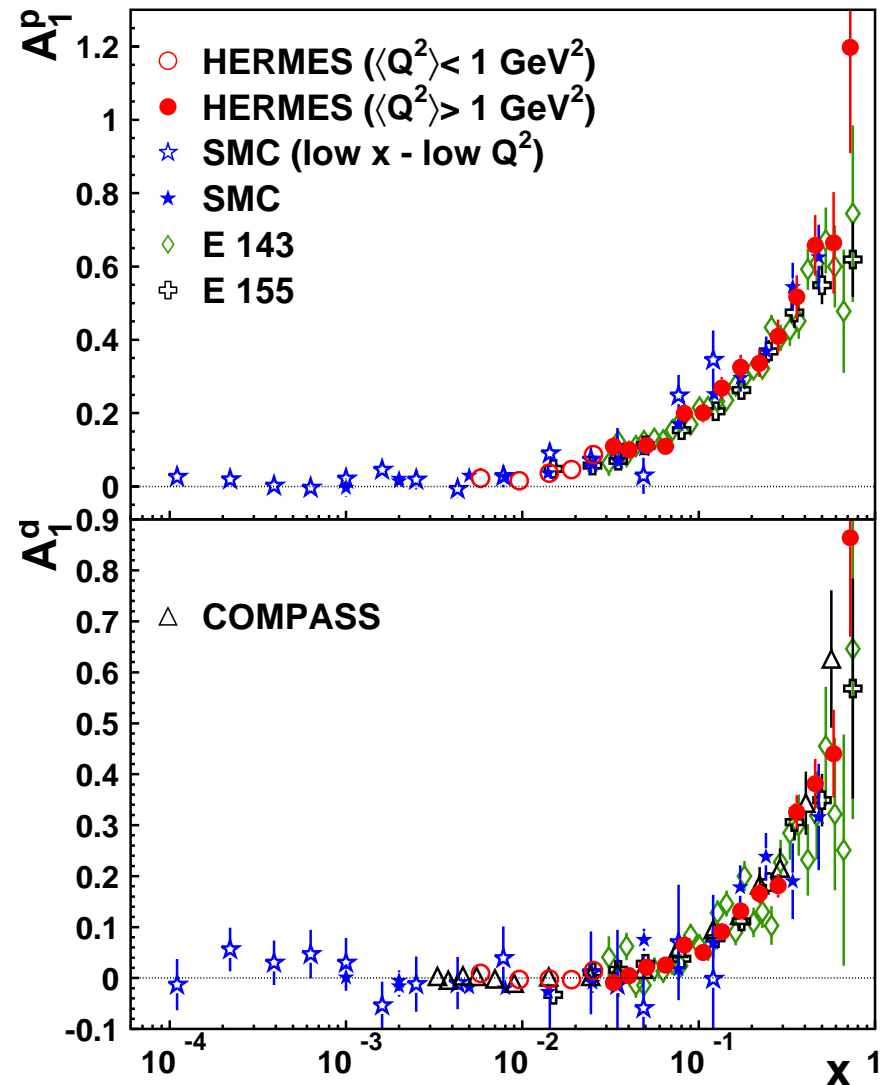 A₁ᵖ
1.2
1
0.8
0.6
0.4
0.2
0
HERMES (⟨Q²⟩< 1 GeV²)
HERMES (⟨Q²⟩> 1 GeV²)
SMC (low x - low Q²)
SMC
E 143
E 155
A₁ᵈ
0.9
0.8
0.7
0.6
0.5
0.4
0.3
0.2
0.1
0
-0.1
COMPASS
10⁻⁴
10⁻³
10⁻²
10⁻¹
1
x